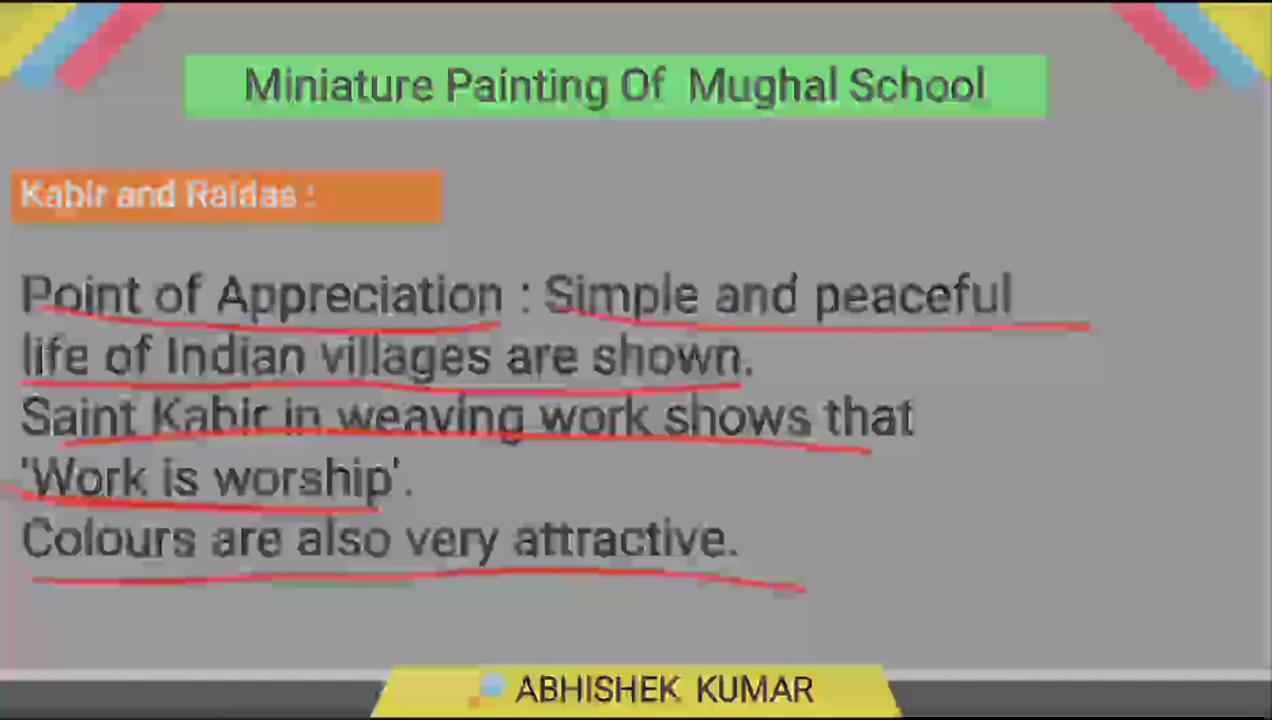 Miniature Painting Of Mughal School
Kabir and Raidas :
Point of Appreciation : Simple and peaceful
life of Indian villages are shown.
Saint Kabir in weaving work shows that
'Work is worship'.
Colours are also very attractive.
ABHISHEK KUMAR